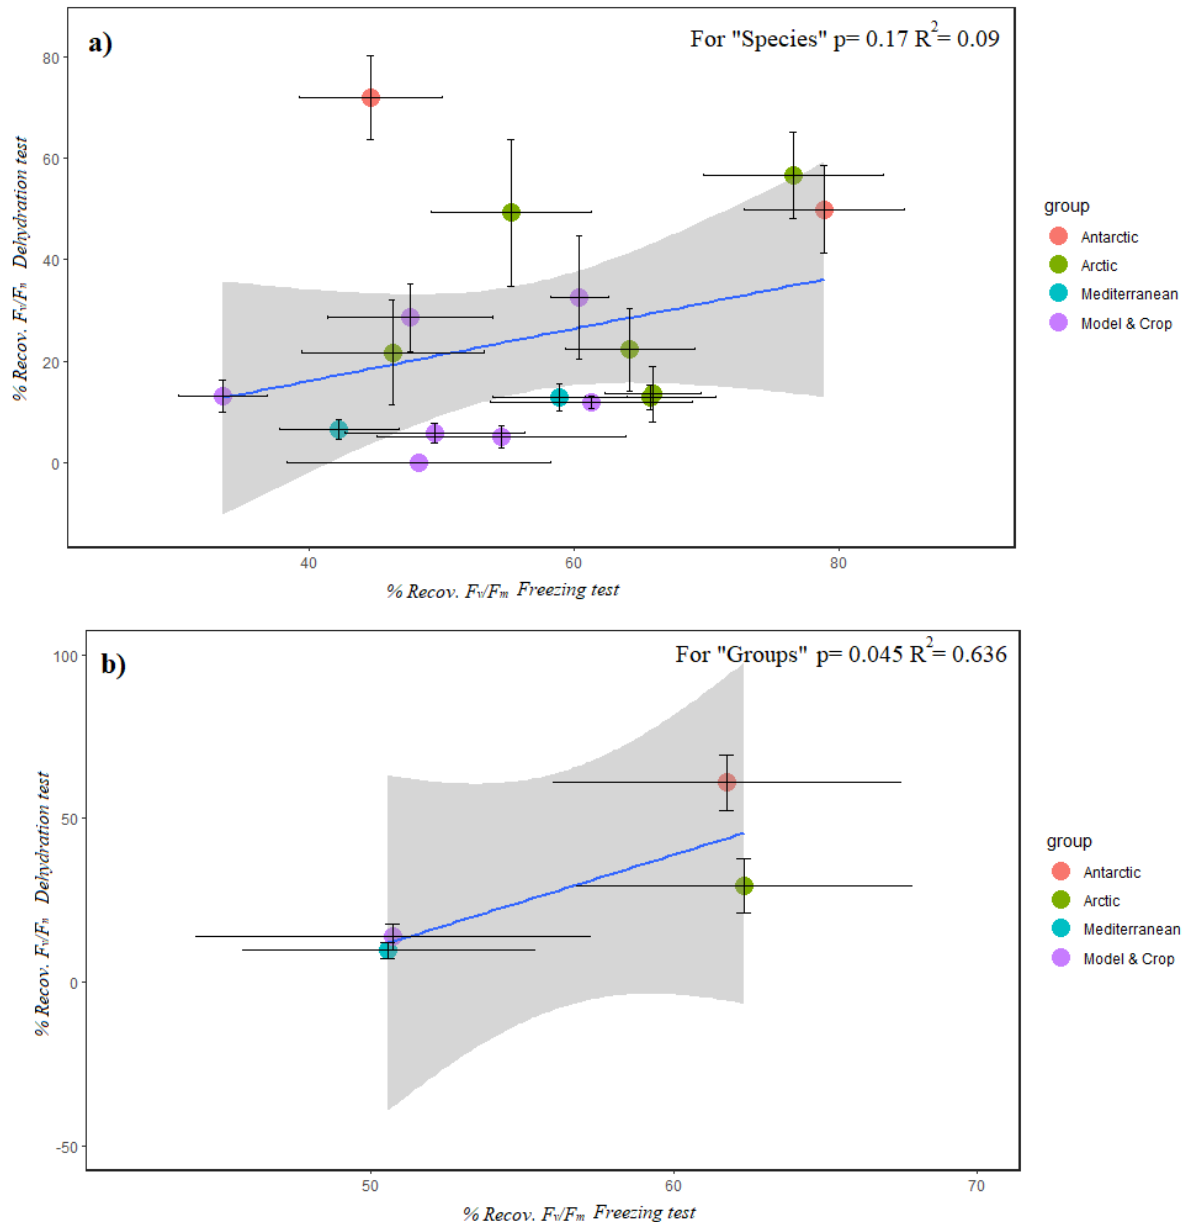 a)
For "Species" p= 0.17 R²= 0.09
80
60
40
20
0
% Recov. Fv/Fn Dehydration test
40
60
80
% Recov. Fv/Fm Freezing test
group
Antarctic
Arctic
Mediterranean
Model & Crop
b)
For "Groups" p= 0.045 R²= 0.636
100
50
0
-50
% Recov. Fv/Fn Dehydration test
50
60
70
% Recov. Fv/Fm Freezing test
group
Antarctic
Arctic
Mediterranean
Model & Crop